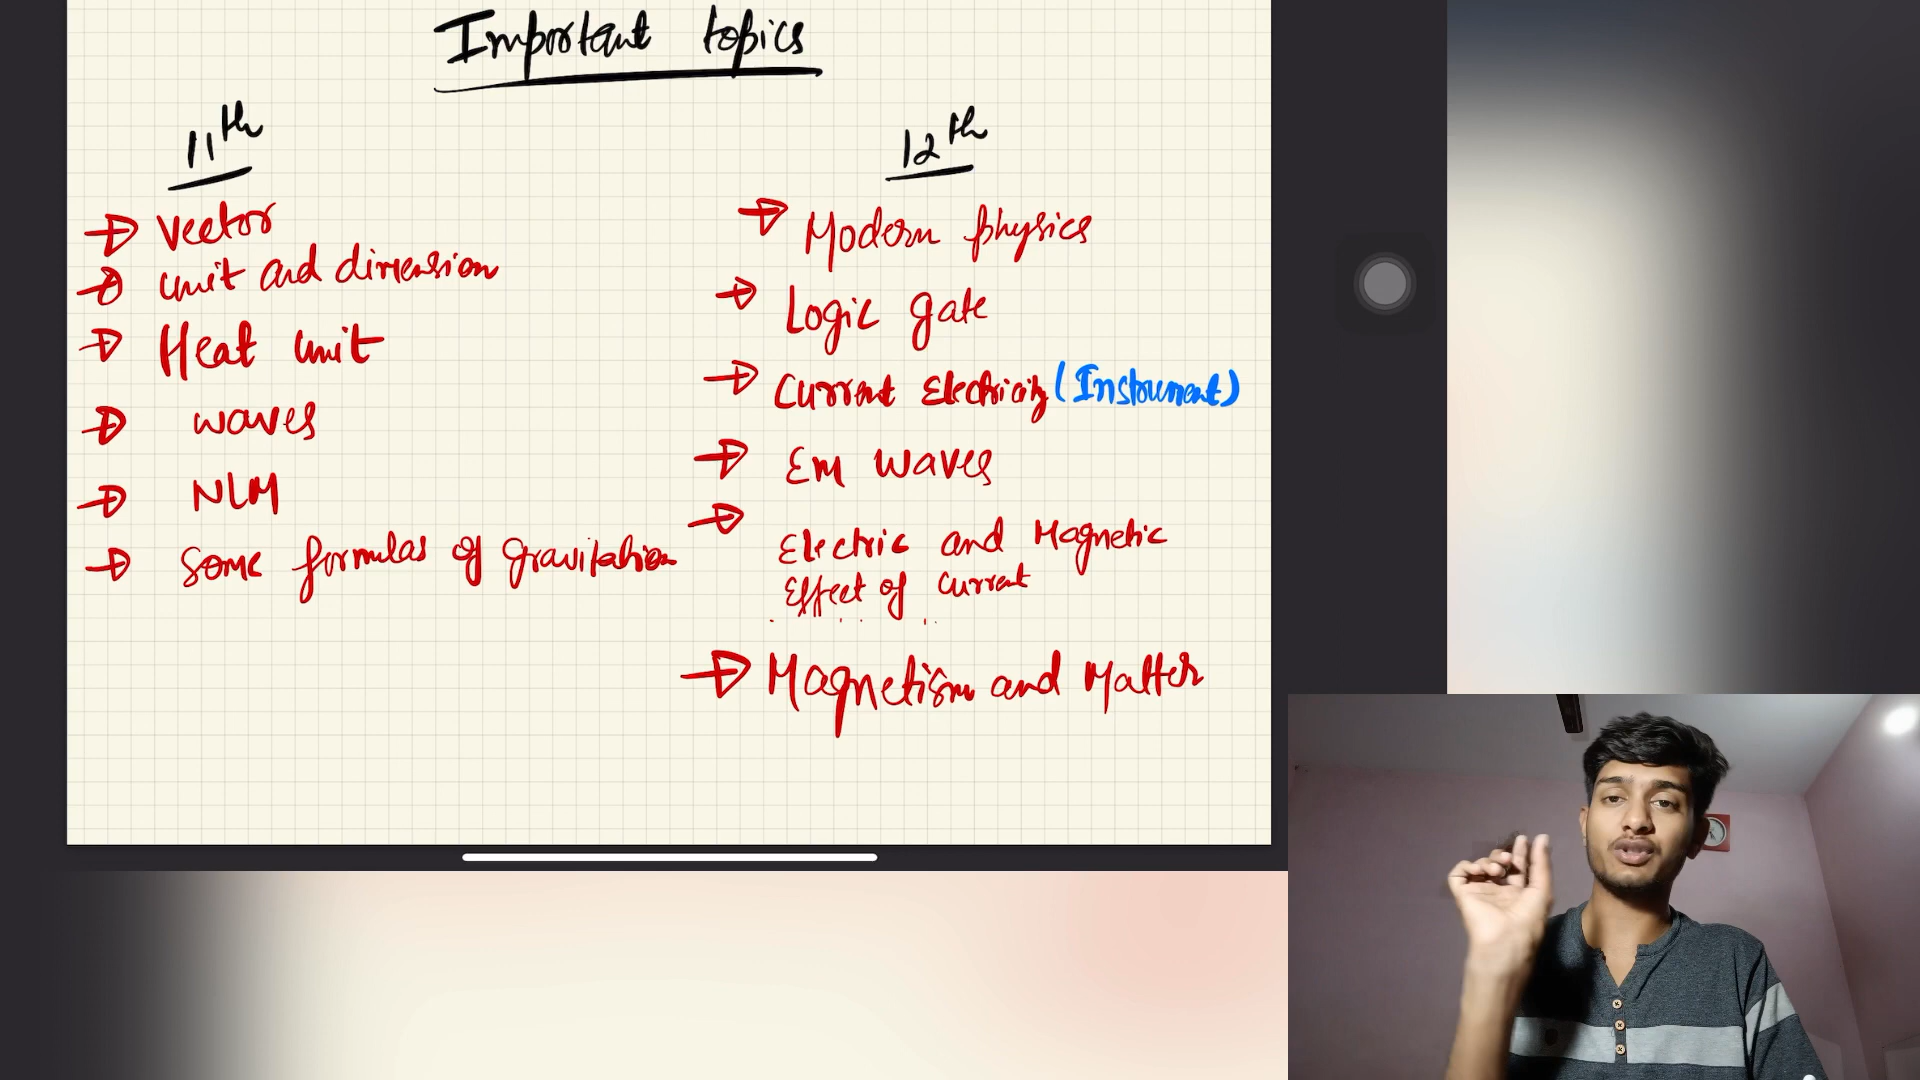 Important topics
11th
Vector
Unit and dimension
Heat unit
waves
NLM
Some formulas of gravitation
12th
Modern physics
Logic gate
Current Electricity (Instrument)
Em waves
Electric and Magnetic
Effect of current
Magnetism and Matter